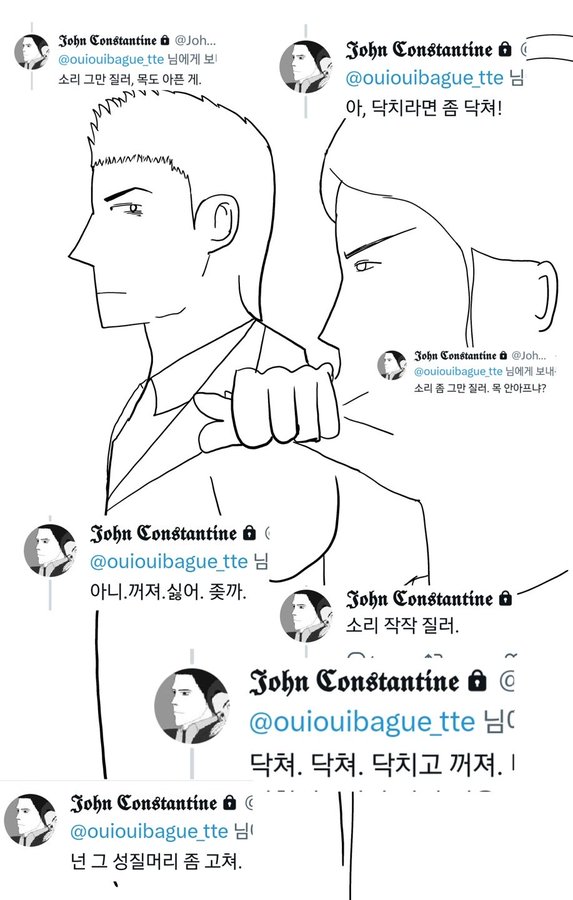 John Constantine @Joh...
@ouiouibague_tte 님에게 보
소리 그만 질러, 목도 아픈 게.
John Constantine
@ouiouibague_tte 님
아, 닥치라면 좀 닥쳐!
John Constantine @Joh...
@ouiouibague_tte 님에게 보내
소리 좀 그만 질러. 목 안아프냐?
John Constantine
@ouiouibague_tte 님
아니.꺼져.싫어. 좆까.
John Constantine
소리 작작 질러.
John Constantine @
@ouiouibague_tte 님
닥쳐. 닥쳐. 닥치고 꺼져.
John Constantine
@ouiouibague_tte 님
넌 그 성질머리 좀 고쳐.